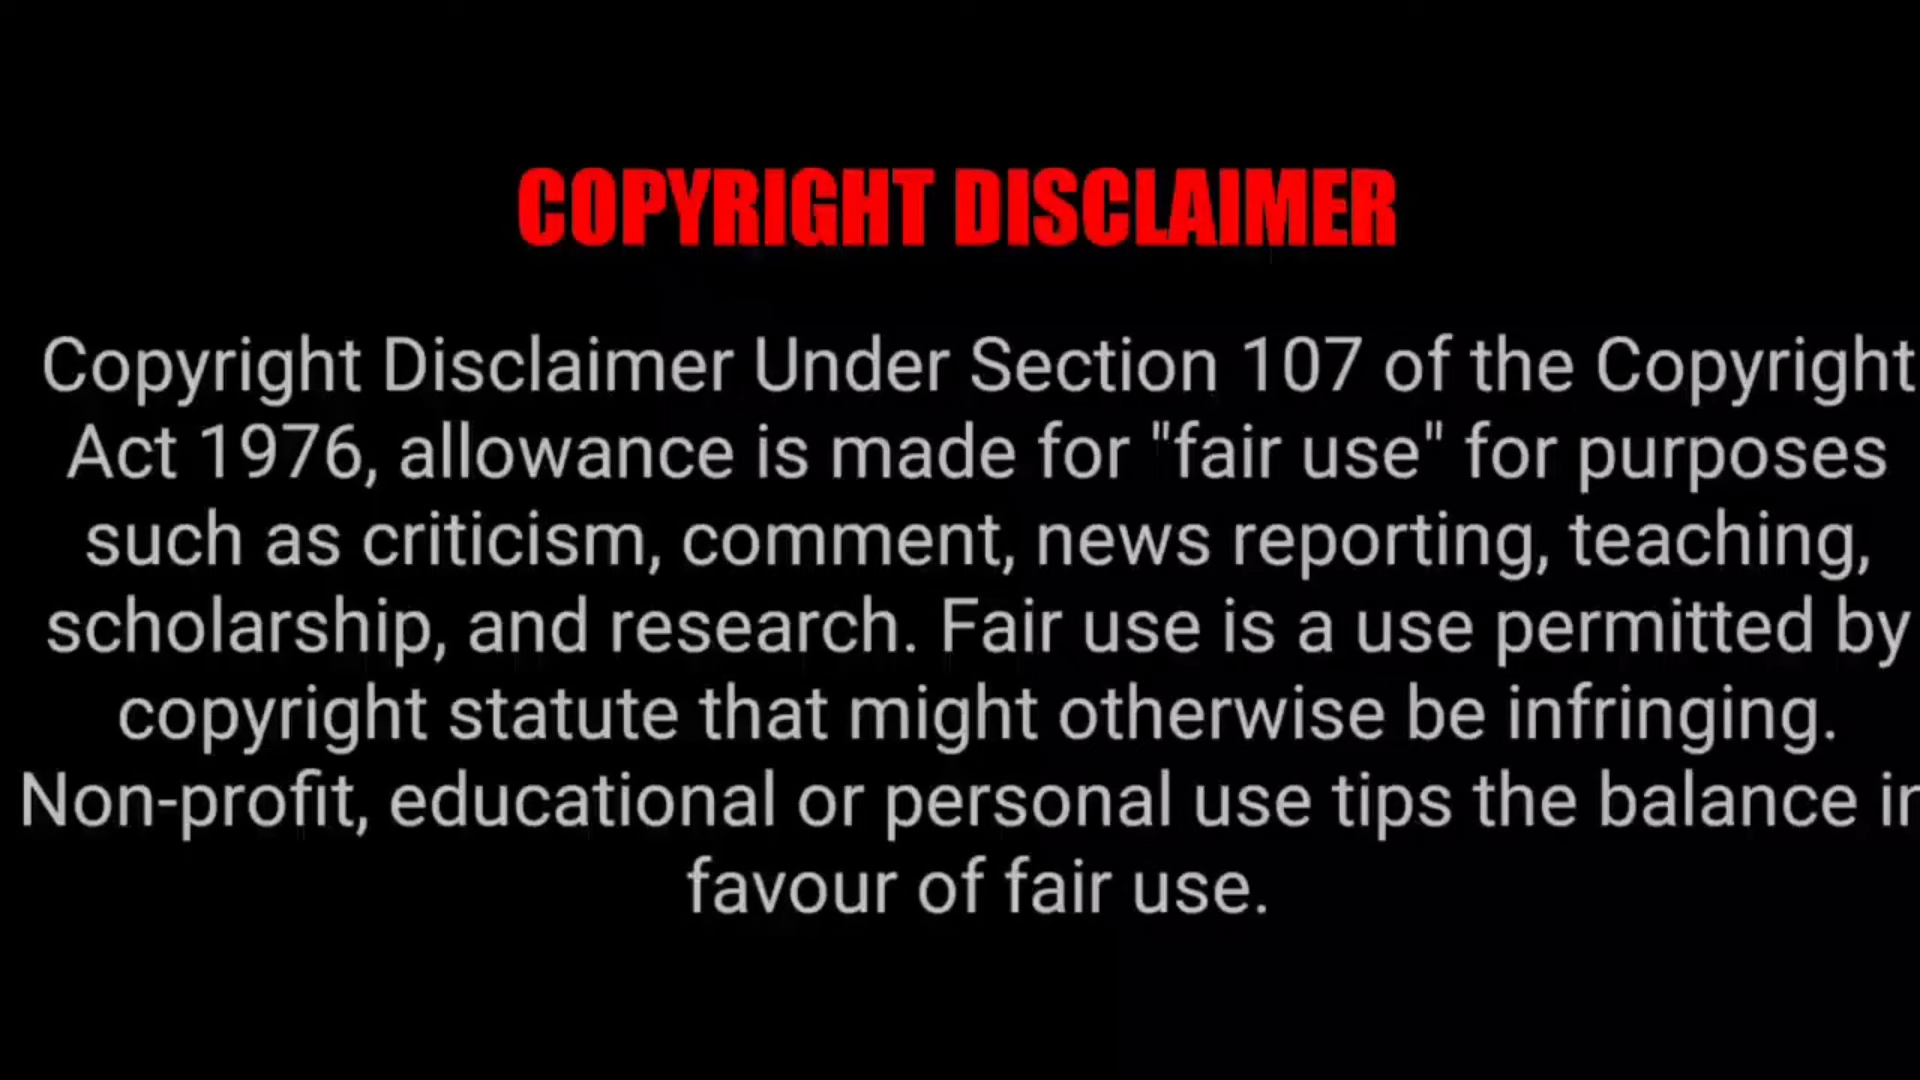 COPYRIGHT DISCLAIMER
Copyright Disclaimer Under Section 107 of the Copyright
Act 1976, allowance is made for "fair use" for purposes
such as criticism, comment, news reporting, teaching,
scholarship, and research. Fair use is a use permitted by
copyright statute that might otherwise be infringing.
Non-profit, educational or personal use tips the balance in
favour of fair use.